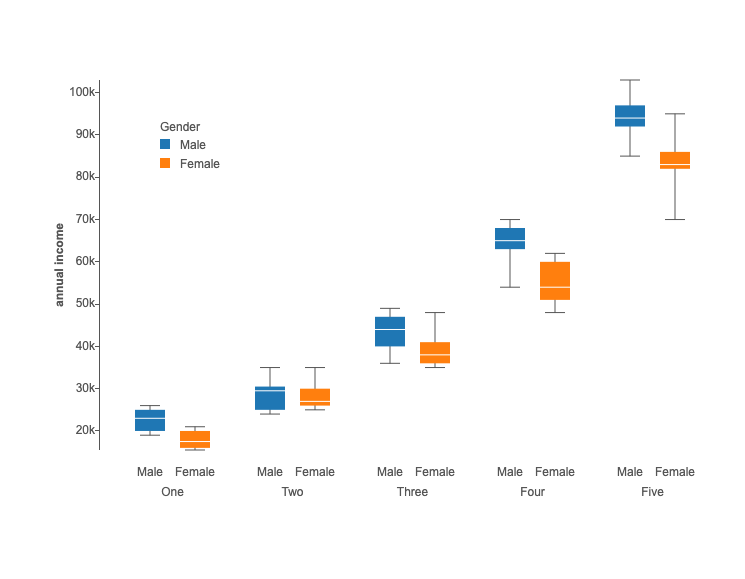 100k
90k
80k
70k
60k
50k
40k
30k
20k
annual income
Gender
Male
Female
Male Female Male Female Male Female Male Female Male Female
One Two Three Four Five